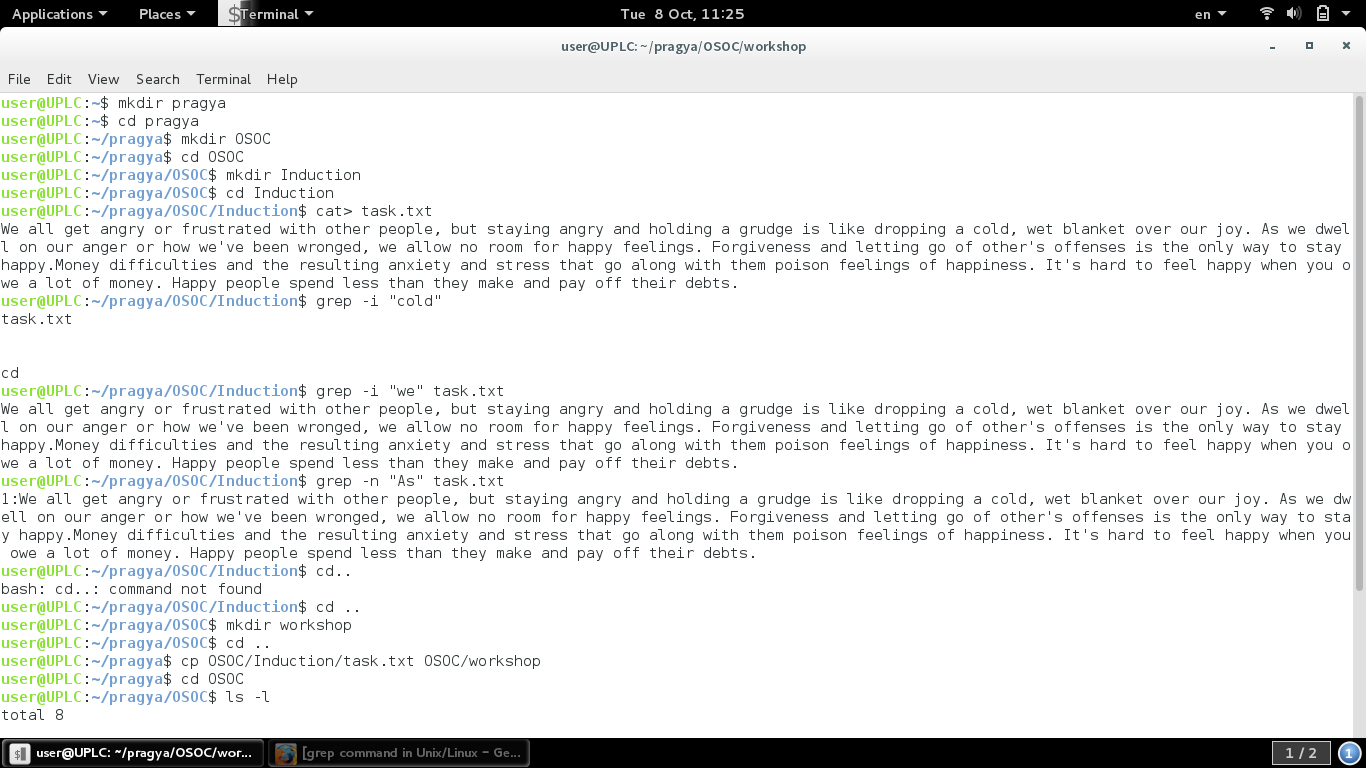 Applications Places Terminal Tue 8 Oct, 11:25 en
user@UPLC: ~/pragya/OSOC/workshop
File Edit View Search Terminal Help
user@UPLC:~$ mkdir pragya
user@UPLC:~$ cd pragya
user@UPLC:~/pragya$ mkdir OSOC
user@UPLC:~/pragya$ cd OSOC
user@UPLC:~/pragya/OSOC$ mkdir Induction
user@UPLC:~/pragya/OSOC$ cd Induction
user@UPLC:~/pragya/OSOC/Induction$ cat> task.txt
We all get angry or frustrated with other people, but staying angry and holding a grudge is like dropping a cold, wet blanket over our joy. As we dwel
l on our anger or how we've been wronged, we allow no room for happy feelings. Forgiveness and letting go of other's offenses is the only way to stay
happy.Money difficulties and the resulting anxiety and stress that go along with them poison feelings of happiness. It's hard to feel happy when you o
we a lot of money. Happy people spend less than they make and pay off their debts.
user@UPLC:~/pragya/OSOC/Induction$ grep -i "cold"
task.txt
cd
user@UPLC:~/pragya/OSOC/Induction$ grep -i "we" task.txt
We all get angry or frustrated with other people, but staying angry and holding a grudge is like dropping a cold, wet blanket over our joy. As we dwel
l on our anger or how we've been wronged, we allow no room for happy feelings. Forgiveness and letting go of other's offenses is the only way to stay
happy.Money difficulties and the resulting anxiety and stress that go along with them poison feelings of happiness. It's hard to feel happy when you o
we a lot of money. Happy people spend less than they make and pay off their debts.
user@UPLC:~/pragya/OSOC/Induction$ grep -n "As" task.txt
1:We all get angry or frustrated with other people, but staying angry and holding a grudge is like dropping a cold, wet blanket over our joy. As we dw
ell on our anger or how we've been wronged, we allow no room for happy feelings. Forgiveness and letting go of other's offenses is the only way to sta
y happy.Money difficulties and the resulting anxiety and stress that go along with them poison feelings of happiness. It's hard to feel happy when you
 owe a lot of money. Happy people spend less than they make and pay off their debts.
user@UPLC:~/pragya/OSOC/Induction$ cd..
bash: cd..: command not found
user@UPLC:~/pragya/OSOC/Induction$ cd ..
user@UPLC:~/pragya/OSOC$ mkdir workshop
user@UPLC:~/pragya/OSOC$ cd ..
user@UPLC:~/pragya$ cp OSOC/Induction/task.txt OSOC/workshop
user@UPLC:~/pragya$ cd OSOC
user@UPLC:~/pragya/OSOC$ ls -l
total 8
user@UPLC: ~/pragya/OSOC/wor... [grep command in Unix/Linux - Ge... 1 / 2 1